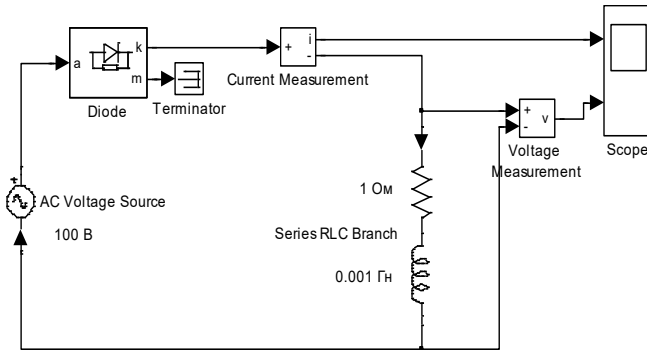 a
k
m
Diode
Terminator
+
i
-
Current Measurement
Scope
+
-
v
Voltage
Measurement
+
AC Voltage Source
100 В
1 Ом
Series RLC Branch
0.001 Гн